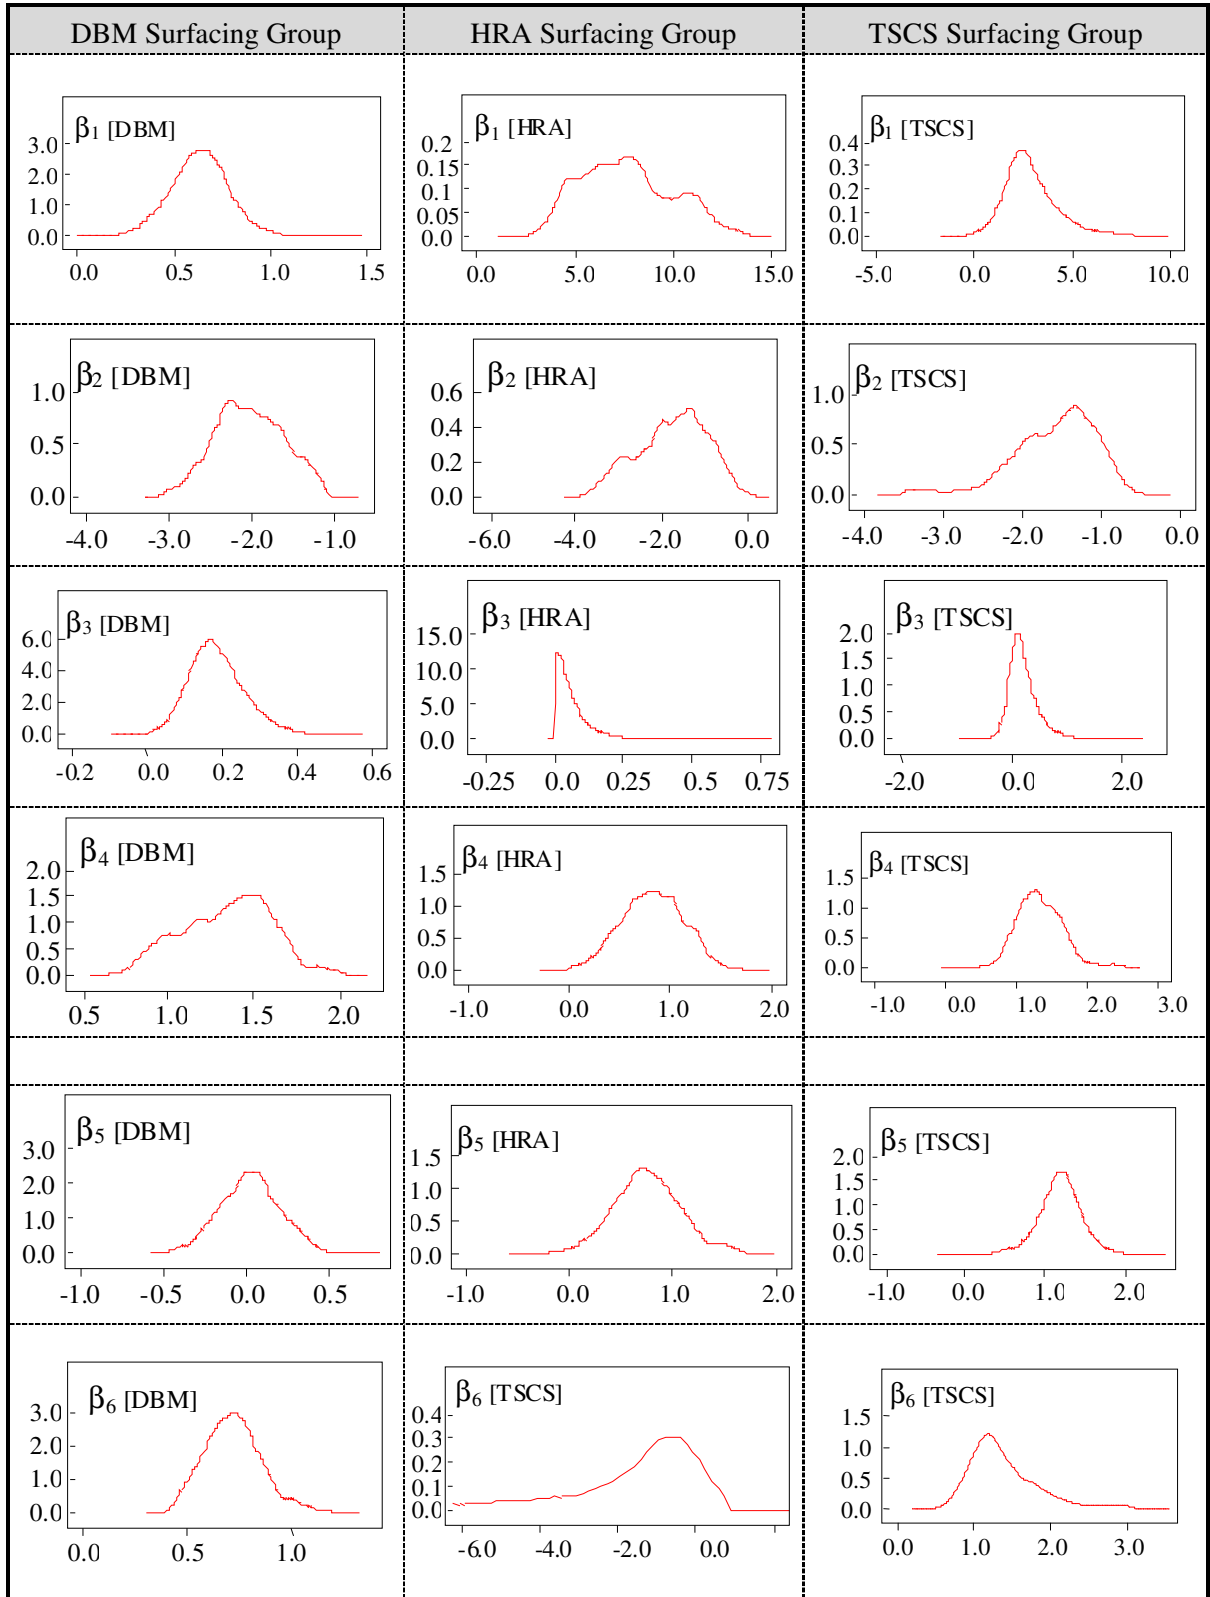 DBM Surfacing Group
HRA Surfacing Group
TSCS Surfacing Group
β1 [DBM]
3.0
2.0
1.0
0.0
0.0 0.5 1.0 1.5
β1 [HRA]
0.2
0.15
0.1
0.05
0.0
0.0 5.0 10.0 15.0
β1 [TSCS]
0.4
0.3
0.2
0.1
0.0
-5.0 0.0 5.0 10.0
β2 [DBM]
1.0
0.5
0.0
-4.0 -3.0 -2.0 -1.0
β2 [HRA]
0.6
0.4
0.2
0.0
-6.0 -4.0 -2.0 0.0
β2 [TSCS]
1.0
0.5
0.0
-4.0 -3.0 -2.0 -1.0 0.0
β3 [DBM]
6.0
4.0
2.0
0.0
-0.2 0.0 0.2 0.4 0.6
β3 [HRA]
15.0
10.0
5.0
0.0
-0.25 0.0 0.25 0.5 0.75
β3 [TSCS]
2.0
1.5
1.0
0.5
0.0
-2.0 0.0 2.0
β4 [DBM]
2.0
1.5
1.0
0.5
0.0
0.5 1.0 1.5 2.0
β4 [HRA]
1.5
1.0
0.5
0.0
-1.0 0.0 1.0 2.0
β4 [TSCS]
1.5
1.0
0.5
0.0
-1.0 0.0 1.0 2.0 3.0
β5 [DBM]
3.0
2.0
1.0
0.0
-1.0 -0.5 0.0 0.5
β5 [HRA]
1.5
1.0
0.5
0.0
-1.0 0.0 1.0 2.0
β5 [TSCS]
2.0
1.5
1.0
0.5
0.0
-1.0 0.0 1.0 2.0
β6 [DBM]
3.0
2.0
1.0
0.0
0.0 0.5 1.0
β6 [TSCS]
0.4
0.3
0.2
0.1
0.0
-6.0 -4.0 -2.0 0.0
β6 [TSCS]
1.5
1.0
0.5
0.0
0.0 1.0 2.0 3.0